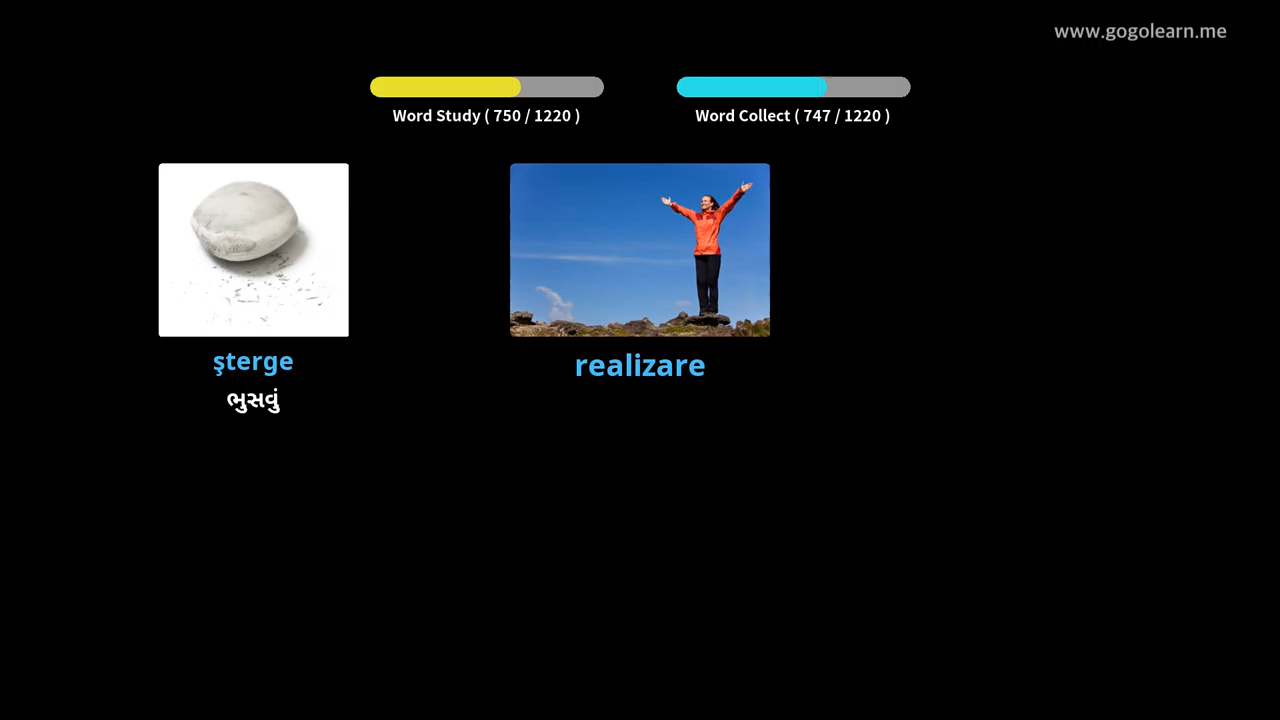 www.gogolearn.me
Word Study ( 750 / 1220 )
Word Collect ( 747 / 1220 )
şterge
ભુસવું
realizare